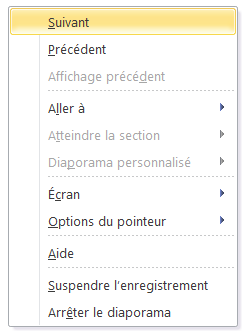 Suivant
Précédent
Affichage précédent
Aller à
Atteindre la section
Diaporama personnalisé
Écran
Options du pointeur
Aide
Suspendre l'enregistrement
Arrêter le diaporama